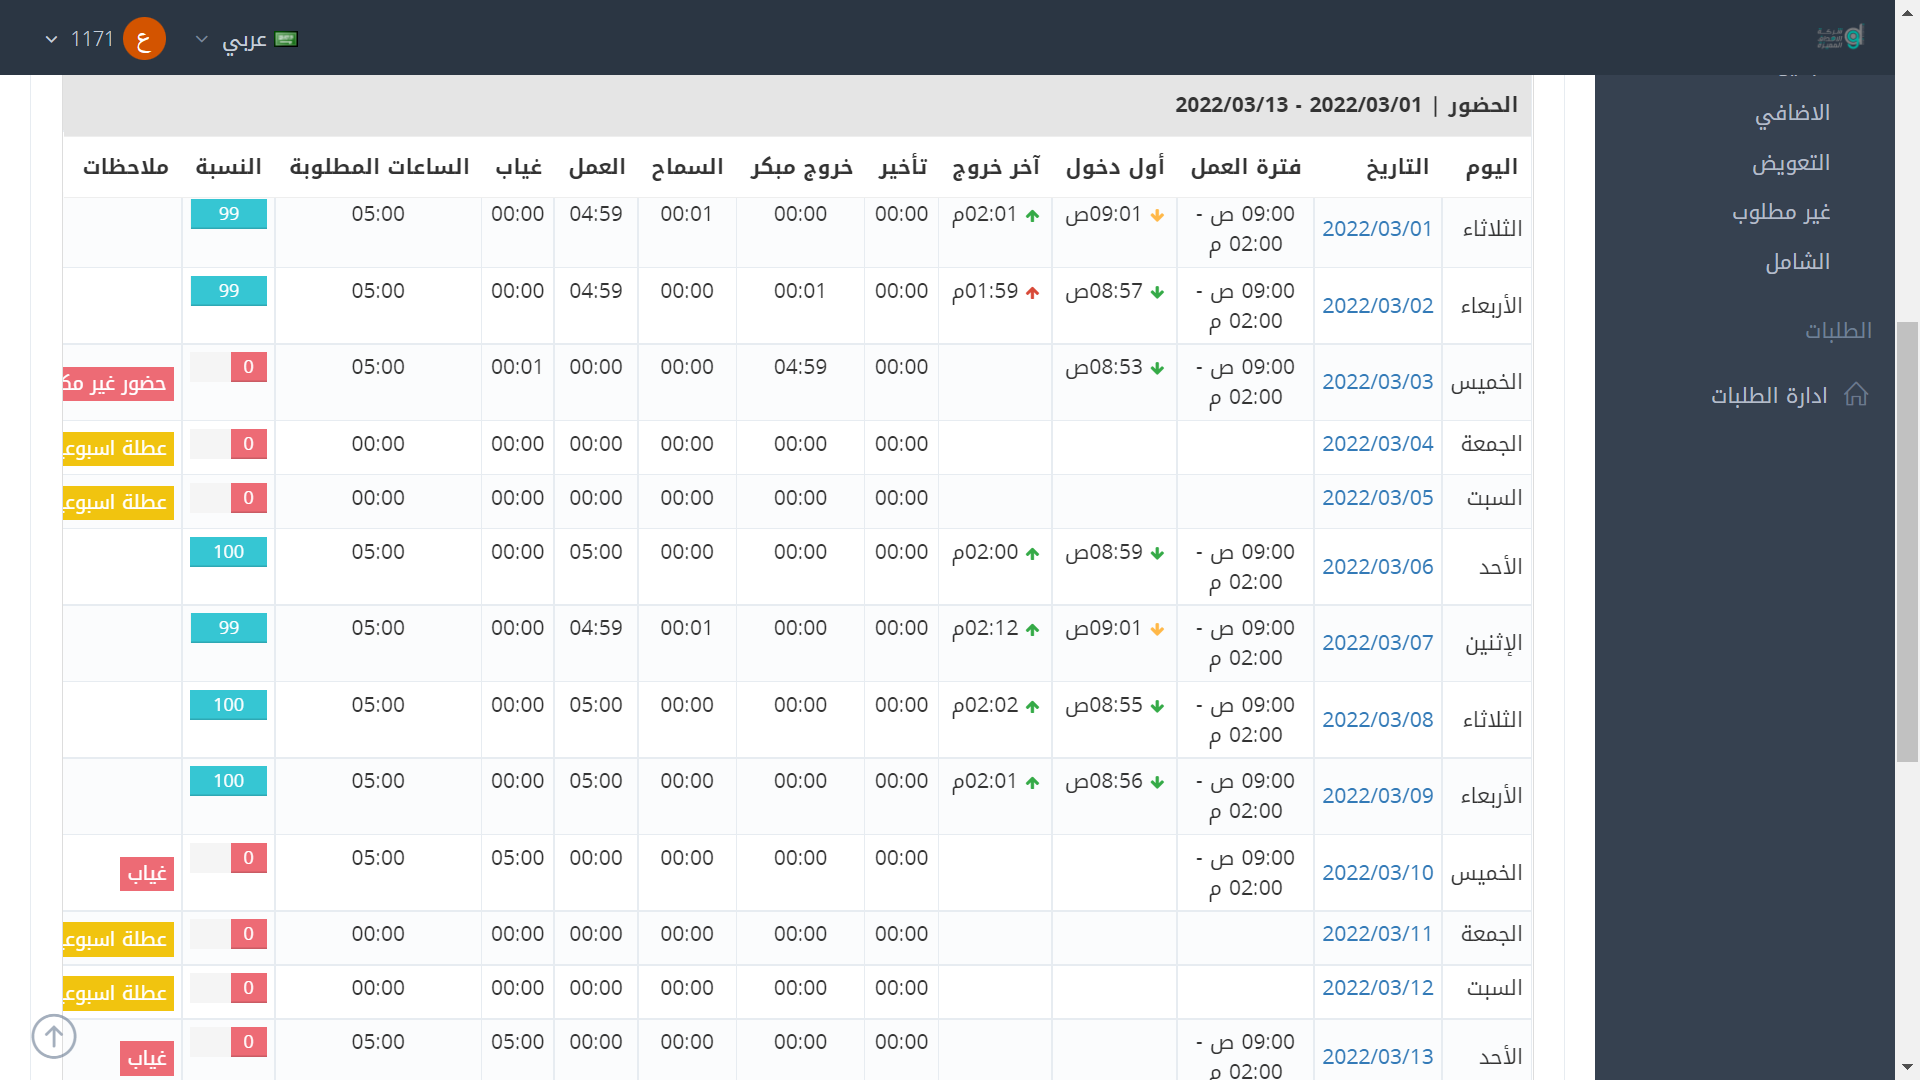 عربي
1171
ع
الاضافي
التعويض
غير مطلوب
الشامل
الطلبات
ادارة الطلبات
الحضور | 2022/03/01 - 2022/03/13
اليوم التاريخ فترة العمل أول دخول آخر خروج تأخير خروج مبكر السماح العمل غياب الساعات المطلوبة النسبة ملاحظات
الثلاثاء 2022/03/01 09:00 ص - 02:00 م 09:01ص 02:01م 00:00 00:00 00:01 04:59 00:00 05:00 99
الأربعاء 2022/03/02 09:00 ص - 02:00 م 08:57ص 01:59م 00:00 00:01 00:00 04:59 00:00 05:00 99
الخميس 2022/03/03 09:00 ص - 02:00 م 08:53ص 00:00 04:59 00:00 00:00 00:01 05:00 0 حضور غير مك
الجمعة 2022/03/04 00:00 00:00 00:00 00:00 00:00 00:00 0 عطلة اسبوعي
السبت 2022/03/05 00:00 00:00 00:00 00:00 00:00 00:00 0 عطلة اسبوعي
الأحد 2022/03/06 09:00 ص - 02:00 م 08:59ص 02:00م 00:00 00:00 00:00 05:00 00:00 05:00 100
الإثنين 2022/03/07 09:00 ص - 02:00 م 09:01ص 02:12م 00:00 00:00 00:01 04:59 00:00 05:00 99
الثلاثاء 2022/03/08 09:00 ص - 02:00 م 08:55ص 02:02م 00:00 00:00 00:00 05:00 00:00 05:00 100
الأربعاء 2022/03/09 09:00 ص - 02:00 م 08:56ص 02:01م 00:00 00:00 00:00 05:00 00:00 05:00 100
الخميس 2022/03/10 09:00 ص - 02:00 م 00:00 00:00 00:00 00:00 05:00 05:00 0 غياب
الجمعة 2022/03/11 00:00 00:00 00:00 00:00 00:00 00:00 0 عطلة اسبوعي
السبت 2022/03/12 00:00 00:00 00:00 00:00 00:00 00:00 0 عطلة اسبوعي
الأحد 2022/03/13 09:00 ص - 02:00 م 00:00 00:00 00:00 00:00 05:00 05:00 0 غياب